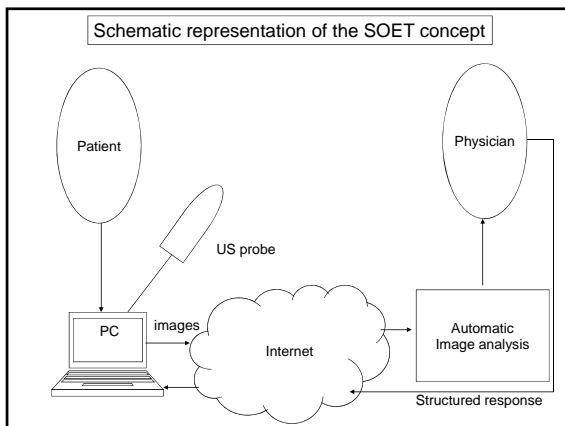 Schematic representation of the SOET concept
Patient
Physician
US probe
PC
images
Internet
Automatic
Image analysis
Structured response